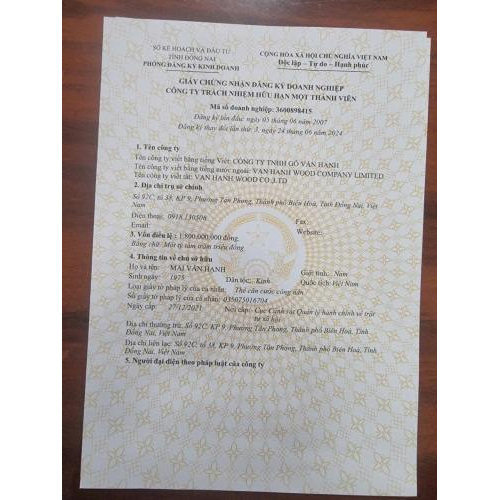 SỞ KẾ HOẠCH VÀ ĐẦU TƯ
TỈNH ĐỒNG NAI
PHÒNG ĐĂNG KÝ KINH DOANH
CỘNG HÒA XÃ HỘI CHỦ NGHĨA VIỆT NAM
Độc lập – Tự do – Hạnh phúc
GIẤY CHỨNG NHẬN ĐĂNG KÝ DOANH NGHIỆP
CÔNG TY TRÁCH NHIỆM HỮU HẠN MỘT THÀNH VIÊN
Mã số doanh nghiệp: 3600898415
Đăng ký lần đầu: ngày 05 tháng 06 năm 2007
Đăng ký thay đổi lần thứ: 3, ngày 24 tháng 06 năm 2024
1. Tên công ty
Tên công ty viết bằng tiếng Việt: CÔNG TY TNHH GỖ VẠN HẠNH
Tên công ty viết bằng tiếng nước ngoài: VAN HANH WOOD COMPANY LIMITED
Tên công ty viết tắt: VAN HANH WOOD CO.,LTD
2. Địa chỉ trụ sở chính
Số 92C, tổ 38, KP 9, Phường Tân Phong, Thành phố Biên Hoà, Tỉnh Đồng Nai, Việt
Nam
Điện thoại: 0918.130508 Fax:
Email: Website:
3. Vốn điều lệ : 1.800.000.000 đồng.
Bằng chữ: Một tỷ tám trăm triệu đồng
4. Thông tin về chủ sở hữu
Họ và tên: MAI VĂN HẠNH Giới tính: Nam
Sinh ngày: 1975 Dân tộc: Kinh Quốc tịch: Việt Nam
Loại giấy tờ pháp lý của cá nhân: Thẻ căn cước công dân
Số giấy tờ pháp lý của cá nhân: 035075016704
Ngày cấp: 27/12/2021 Nơi cấp: Cục Cảnh sát Quản lý hành chính về trật
tự xã hội
Địa chỉ thường trú: Số 92C, tổ 38, KP 9, Phường Tân Phong, Thành phố Biên Hoà, Tỉnh
Đồng Nai, Việt Nam
Địa chỉ liên lạc: Số 92C, tổ 38, KP 9, Phường Tân Phong, Thành phố Biên Hoà, Tỉnh
Đồng Nai, Việt Nam
5. Người đại diện theo pháp luật của công ty